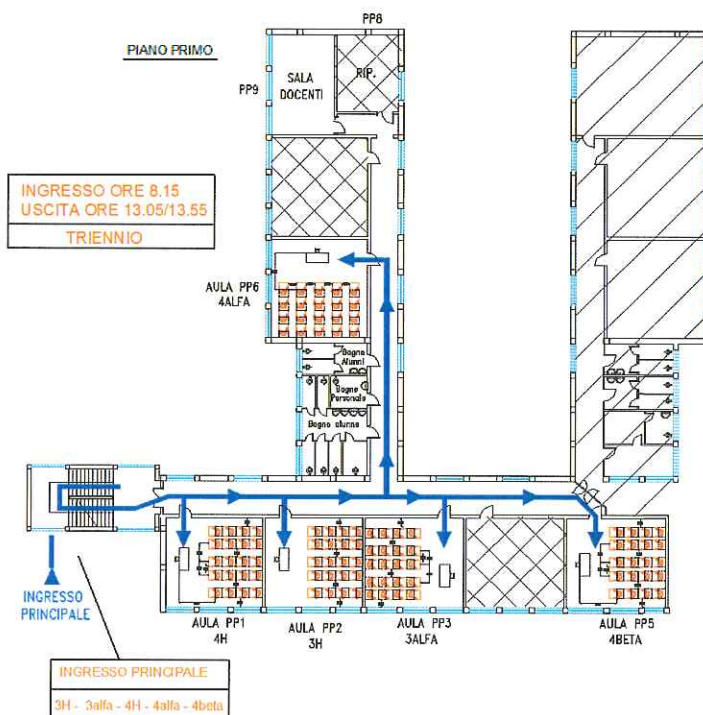 PP8
PIANO PRIMO
SALA
DOCENTI
RIP.
PP9
INGRESSO ORE 8.15
USCITA ORE 13.05/13.55
TRIENNIO
AULA PP6
4ALFA
Bagno
Alunni
Bagno
Personale
Bagno alunne
INGRESSO
PRINCIPALE
AULA PP1
4H
AULA PP2
3H
AULA PP3
3ALFA
AULA PP5
4BETA
INGRESSO PRINCIPALE
3H - 3alfa - 4H - 4alfa - 4beta